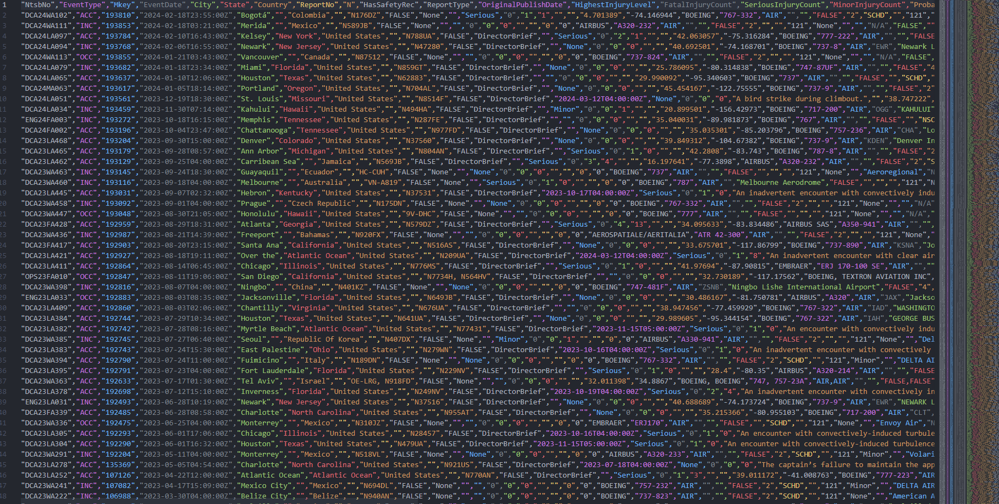 1 "NtsbNo","EventType","Mkey","EventDate","City","State","Country","ReportNo","N","HasSafetyRec","ReportType","OriginalPublishDate","HighestInjuryLevel","FatalInjuryCount","SeriousInjuryCount","MinorInjuryCount","Proba
2 "DCA24WA102","ACC","193810","2024-02-18T23:55:00Z","Bogotá","","Colombia","","N176DZ","FALSE","None","","Serious","0","1","1","","","4.701389","-74.146944","BOEING","767-332","AIR","","","FALSE","2","SCHD","","121","
3 "DCA24WA111","INC","193853","2024-02-18T03:21:00Z","Merida","","Mexico","","N589JB","FALSE","None","","","0","0","0","","","0","0","AIRBUS","A320-232","AIR","","","FALSE","2","","","121","None","","N/A","FALSE","
4 "DCA24LA097","ACC","193784","2024-02-10T16:43:00Z","Kelsey","New York","United States","","N788UA","FALSE","DirectorBrief","","Serious","0","2","1","","","42.063057","-75.316284","BOEING","777-222","AIR","","","FALSE
5 "DCA24LA094","INC","193768","2024-02-06T16:55:00Z","Newark","New Jersey","United States","","N47280","FALSE","DirectorBrief","","None","0","0","0","","","40.692501","-74.168701","BOEING","737-8","AIR","EWR","Newark L
6 "DCA24WA113","OCC","193855","2024-01-21T03:43:00Z","Vancouver","","Canada","","N87512","FALSE","None","","","0","0","0","","","0","0","BOEING","737-824","AIR","","","FALSE","2","","","121","None","","N/A","FALSE",
7 "DCA24LA079","INC","193682","2024-01-18T23:34:00Z","Miami","Florida","United States","","N859GT","FALSE","DirectorBrief","","None","0","0","0","","","25.786095","-80.314838","BOEING","747-87UF","AIR","","","FALSE","4
8 "DCA24LA065","INC","193637","2024-01-10T12:06:00Z","Houston","Texas","United States","","N62883","FALSE","DirectorBrief","","","0","0","0","","","29.990092","-95.340603","BOEING","737","AIR","","","FALSE","","SCHD",
9 "DCA24MA063","ACC","193617","2024-01-05T18:14:00Z","Portland","Oregon","United States","","N704AL","FALSE","DirectorBrief","","None","0","0","0","","","45.454167","-122.75555","BOEING","737-9","AIR","","","FALSE","2"
10 "DCA24LA051","ACC","193561","2023-12-19T18:30:00Z","St. Louis","Missouri","United States","","N8514F","FALSE","DirectorBrief","2024-03-12T04:00:00Z","None","0","0","0","A bird strike during climbout.","","38.747222",
11 "DCA24LA034","INC","193459","2023-11-30T07:14:00Z","Kahului","Hawaii","United States","","N494HA","FALSE","DirectorBrief","","Minor","0","0","1","","","20.899501","-156.42973","BOEING","717-200","AIR","OGG","KAHULUI"
12 "ENG24FA003","INC","193272","2023-10-18T16:15:00Z","Memphis","Tennessee","United States","","N287FE","FALSE","DirectorBrief","","","0","0","0","","","35.040031","-89.981873","BOEING","767","AIR","","","FALSE","","NSC
13 "DCA24FA002","ACC","193196","2023-10-04T23:47:00Z","Chattanooga","Tennessee","United States","","N977FD","FALSE","DirectorBrief","","None","0","0","0","","","35.035301","-85.203796","BOEING","757-236","AIR","CHA","Lo
14 "DCA23LA468","ACC","193204","2023-09-30T15:00:00Z","Denver","Colorado","United States","","N37560","FALSE","DirectorBrief","","None","0","0","0","","","39.849312","-104.67382","BOEING","737-9","AIR","KDEN","Denver In
15 "DCA23LA465","ACC","193179","2023-09-28T08:57:00Z","Ann Arbor","Michigan","United States","","N804AN","FALSE","DirectorBrief","","Serious","0","1","0","","","42.2808","-83.743","BOEING","787-8","AIR","","","FALSE","2
16 "DCA23LA462","ACC","193129","2023-09-25T04:00:00Z","Carribean Sea","","Jamaica","","N569JB","FALSE","DirectorBrief","","Serious","0","3","4","","","16.197641","-77.3898","AIRBUS","A320-232","AIR","","","FALSE","2","S
17 "DCA23WA463","INC","193145","2023-09-24T18:30:00Z","Guayaquil","","Ecuador","","HC-CUH","FALSE","None","","None","0","0","0","","","0","0","BOEING","737","AIR","","","FALSE","","","","121","None","","Aeroregional","N
18 "DCA23WA460","INC","193116","2023-09-18T04:00:00Z","Melbourne","","Australia","","VN-A819","FALSE","None","","Serious","0","1","0","","","0","0","BOEING","787","AIR","","Melbourne Aerodrome","FALSE","","","","121","N
19 "DCA23LA445","ACC","193031","2023-09-07T02:32:00Z","Hebron","Kentucky","United States","","N37531","FALSE","DirectorBrief","2023-10-17T04:00:00Z","Serious","0","1","0","An inadvertent encounter with convectively indu
20 "DCA23WA458","INC","193092","2023-09-01T04:00:00Z","Prague","","Czech Republic","","N175DN","FALSE","None","","None","0","0","0","","","0","0","BOEING","767-332","AIR","","","FALSE","2","","","121","None","","N/A"
21 "DCA23WA447","OCC","193048","2023-08-30T21:05:00Z","Honolulu","Hawaii","United States","","9V-DHC","FALSE","None","","","0","0","0","","","0","0","BOEING","777","AIR","","","FALSE","","","","121","None","","N/A","
22 "DCA23FA428","ACC","192959","2023-08-29T18:31:00Z","Atlanta","Georgia","United States","","N579DZ","FALSE","DirectorBrief","","Serious","0","4","13","","","34.095633","-83.834486","AIRBUS SAS","A350-941","AIR","","",
23 "DCA23WA436","INC","192987","2023-08-21T14:39:00Z","Freeport","","Bahamas","","N920FX","FALSE","None","","","0","0","0","","","0","0","AEROSPATIALE/AERITALIA","ATR 42-300","AIR","","","FALSE","2","","","121","None","
24 "DCA23FA417","ACC","192903","2023-08-20T23:15:00Z","Santa Ana","California","United States","","N516AS","FALSE","DirectorBrief","","None","0","0","0","","","33.675701","-117.86799","BOEING","737-890","AIR","KSNA","Jo
25 "DCA23LA421","ACC","192927","2023-08-18T19:11:00Z","Over the","Atlantic Ocean","United States","","N209UA","FALSE","DirectorBrief","2024-03-12T04:00:00Z","Serious","0","1","8","An inadvertent encounter with clear air
26 "DCA23LA411","ACC","192864","2023-08-14T06:45:00Z","Chicago","Illinois","United States","","N776MS","FALSE","DirectorBrief","","Serious","0","1","0","","","41.97694","-87.90815","EMBRAER","ERJ 170-100 SE","AIR","",""
27 "OPS23FA010","OCC","192847","2023-08-11T19:06:00Z","San Diego","California","United States","","N7734H, N564HV","FALSE","DirectorBrief","","","0","0","0","","","32.730189","-117.17562","BOEING, TEXTRON AVIATION INC",
28 "DCA23WA398","INC","192816","2023-08-07T04:00:00Z","Ningbo","","China","","N401KZ","FALSE","None","","None","0","0","0","","","0","0","BOEING","747-481F","AIR","ZSNB","Ningbo Lishe International Airport","FALSE","4",
29 "ENG23LA033","OCC","192883","2023-08-03T08:35:00Z","Jacksonville","Florida","United States","","N649JB","FALSE","DirectorBrief","","None","0","0","0","","","30.486167","-81.750781","AIRBUS","A320","AIR","JAX","Jackso
30 "DCA23LA409","ACC","192860","2023-08-03T02:06:00Z","Chantilly","Virginia","United States","","N676UA","FALSE","DirectorBrief","","","0","0","0","","","38.947456","-77.459929","BOEING","767-322","AIR","IAD","WASHINGTO
31 "DCA23LA384","ACC","192744","2023-07-29T10:34:00Z","Houston","Texas","United States","","N641UA","FALSE","DirectorBrief","","None","0","0","0","","","29.989605","-95.344154","BOEING","767-322","AIR","IAH","GEORGE BUS
32 "DCA23LA382","ACC","192742","2023-07-28T08:16:00Z","Myrtle Beach","Atlantic Ocean","United States","","N77431","FALSE","DirectorBrief","2023-11-15T05:00:00Z","Serious","0","1","0","An encounter with convectively indu
33 "DCA23WA385","INC","192745","2023-07-27T06:40:00Z","Seoul","","Republic Of Korea","","N407DX","FALSE","None","","Minor","0","0","1","","","0","0","AIRBUS","A330-941","AIR","","","FALSE","2","","","121","None","","Del
34 "DCA23LA383","ACC","192743","2023-07-24T15:30:00Z","East Palestine","Ohio","United States","","N279WN","FALSE","DirectorBrief","2023-10-16T04:00:00Z","Serious","0","1","0","An inadvertent encounter with convectively
35 "DCA23WA394","ACC","192790","2023-07-24T11:00:00Z","Fuimicino","","Italy","","N189DN","FALSE","None","","None","0","0","0","","","0","0","BOEING","767-332","AIR","","","FALSE","2","SCHD","","121","Minor","","DELTA AI
36 "DCA23LA395","ACC","192791","2023-07-23T04:00:00Z","Fort Lauderdale","Florida","United States","","N229NV","FALSE","DirectorBrief","","Serious","0","1","0","","","28.4","-80.35","AIRBUS","A320-214","AIR","","","FALSE
37 "DCA23WA363","ACC","192633","2023-07-17T01:30:00Z","Tel Aviv","","Israel","","OE-LRG, N918FD","FALSE","None","","","0","0","0","","","32.011398","34.8867","BOEING, BOEING","747, 757-23A","AIR,AIR","","","FALSE,FALSE"
38 "DCA23LA378","ACC","192698","2023-07-12T15:10:00Z","Inverness","Florida","United States","","N249NV","FALSE","DirectorBrief","2023-10-19T04:00:00Z","Serious","0","2","4","An inadvertent encounter with convectively in
39 "ENG23LA031","INC","192493","2023-06-28T10:19:00Z","Newark","New Jersey","United States","","N37516","FALSE","DirectorBrief","","None","0","0","0","","","40.688689","-74.173724","BOEING","737-9","AIR","EWR","NEWARK L
40 "DCA23FA339","ACC","192485","2023-06-28T08:58:00Z","Charlotte","North Carolina","United States","","N955AT","FALSE","DirectorBrief","","None","0","0","0","","","35.215366","-80.955103","BOEING","717-200","AIR","CLT","
41 "DCA23WA336","OCC","192475","2023-06-25T04:00:00Z","Monterrey","","Mexico","","N310JZ","FALSE","None","","","0","0","0","","","0","0","EMBRAER","ERJ170","AIR","","","FALSE","","SCHD","","121","None","","Envoy Air","N
42 "DCA23LA305","ACC","192293","2023-06-01T17:06:00Z","Chicago","Illinois","United States","","N28457","FALSE","DirectorBrief","2023-10-16T04:00:00Z","Serious","0","1","0","An encounter with convectively-induced turbule
43 "DCA23LA304","ACC","192290","2023-06-01T16:32:00Z","Houston","Texas","United States","","N479UA","FALSE","DirectorBrief","2023-11-15T05:00:00Z","Serious","0","1","0","An encounter with convectively-induced turbulence
44 "DCA23WA291","INC","192204","2023-05-11T04:00:00Z","Monterrey","","Mexico","","N518VL","FALSE","None","","None","0","0","0","","","0","0","AIRBUS","A320-233","AIR","","","FALSE","2","SCHD","","121","Minor","","Volari
45 "DCA23LA278","ACC","135369","2023-05-05T04:54:00Z","Charlotte","North Carolina","United States","","N921US","FALSE","DirectorBrief","2023-07-18T04:00:00Z","None","0","0","0","The captain's failure to maintain the app
46 "DCA23LA252","ACC","107126","2023-04-22T12:00:00Z","Atlantic Ocean","Atlantic Ocean","United States","","N770AN","FALSE","DirectorBrief","","Serious","0","1","3","","","39.011172","-41.008763","BOEING","777-223","AIR
47 "DCA23WA241","INC","107082","2023-04-17T15:09:00Z","Mexico City","","Mexico","","N694DL","FALSE","None","","","0","0","0","","","0","0","BOEING","757-232","AIR","","","FALSE","2","SCHD","","121","Minor","","DELTA AIR
48 "DCA23WA222","INC","106988","2023-03-30T04:00:00Z","Belize City","","Belize","","N940AN","FALSE","None","","","0","0","0","","","0","0","BOEING","737-823","AIR","","","FALSE","2","SCHD","","121","None","","American A